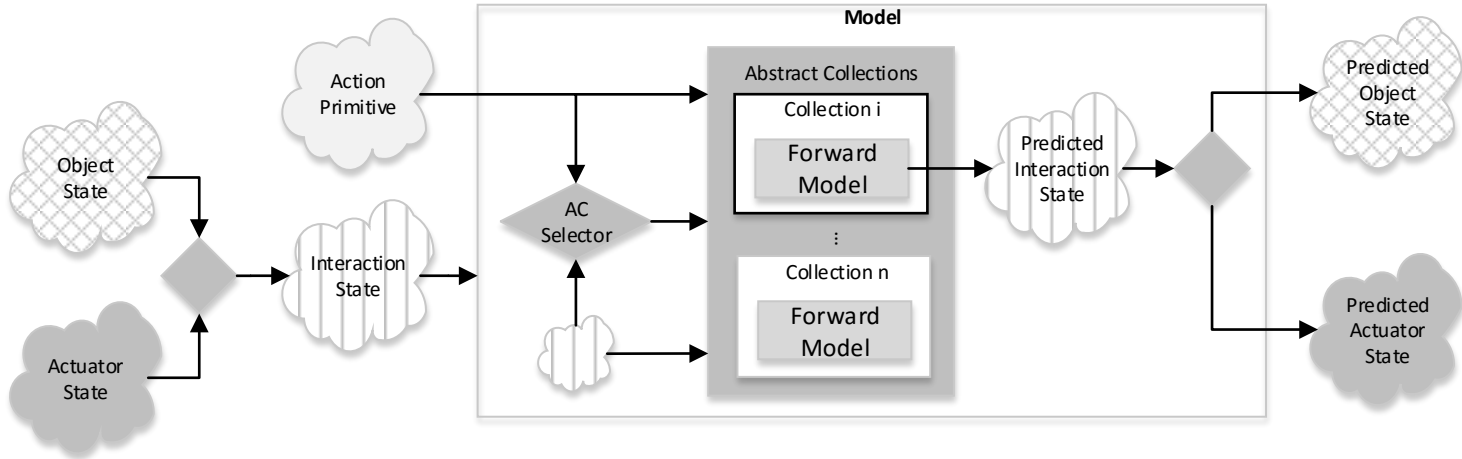 Model
Action
Primitive
Object
State
Actuator
State
Interaction
State
AC
Selector
Abstract Collections
Collection i
Forward
Model
...
Collection n
Forward
Model
Predicted
Interaction
State
Predicted
Object
State
Predicted
Actuator
State